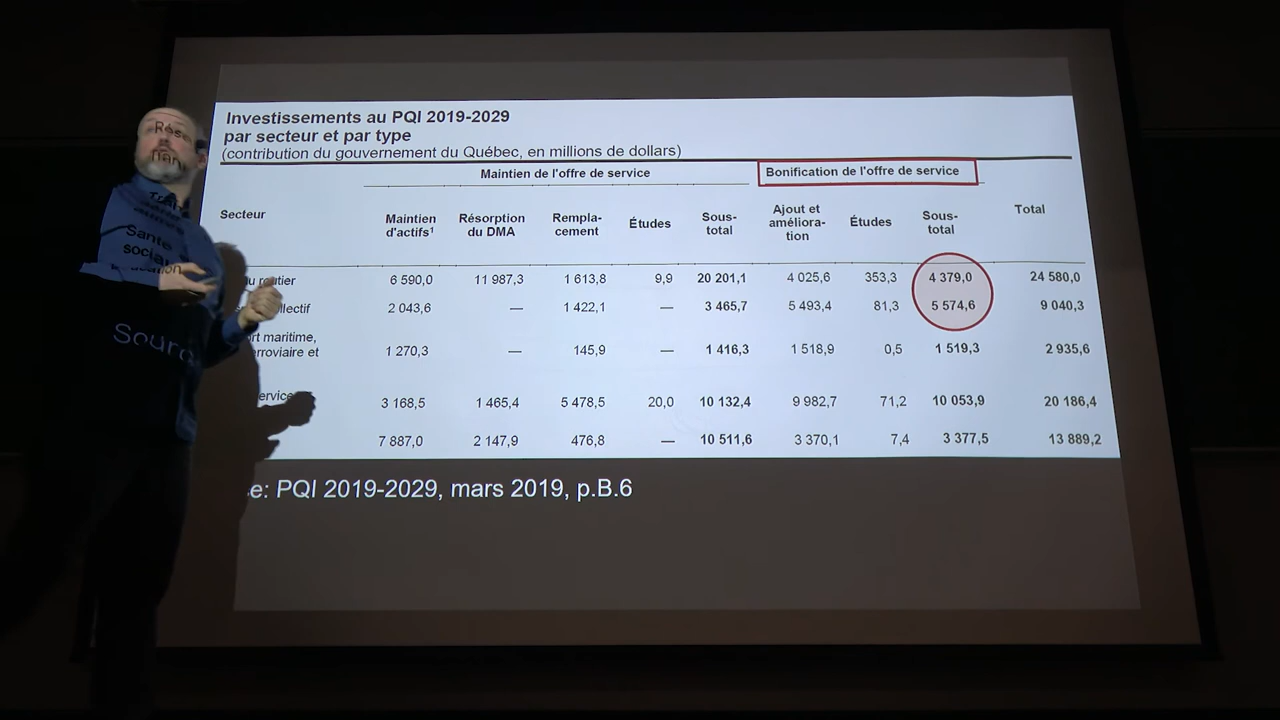 Investissements au PQI 2019-2029
par secteur et par type
(contribution du gouvernement du Québec, en millions de dollars)
Maintien de l'offre de service Bonification de l'offre de service
Secteur Maintien d'actifs¹ Résorption du DMA Rempla-cement Études Sous-total Ajout et améliora-tion Études Sous-total Total
routier 6 590,0 11 987,3 1 613,8 9,9 20 201,1 4 025,6 353,3 4 379,0 24 580,0
2 043,6 — 1 422,1 — 3 465,7 5 493,4 81,3 5 574,6 9 040,3
maritime,
et 1 270,3 — 145,9 — 1 416,3 1 518,9 0,5 1 519,3 2 935,6
Santé
3 168,5 1 465,4 5 478,5 20,0 10 132,4 9 982,7 71,2 10 053,9 20 186,4
7 887,0 2 147,9 476,8 — 10 511,6 3 370,1 7,4 3 377,5 13 889,2
PQI 2019-2029, mars 2019, p.B.6